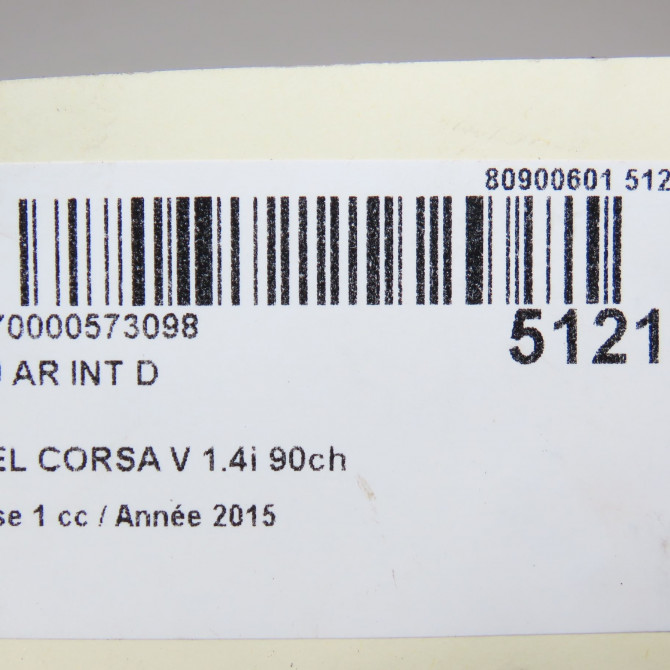 80900601 512
70000573098
5121
AR INT D
EL CORSA V 1.4i 90ch
se 1 cc / Année 2015